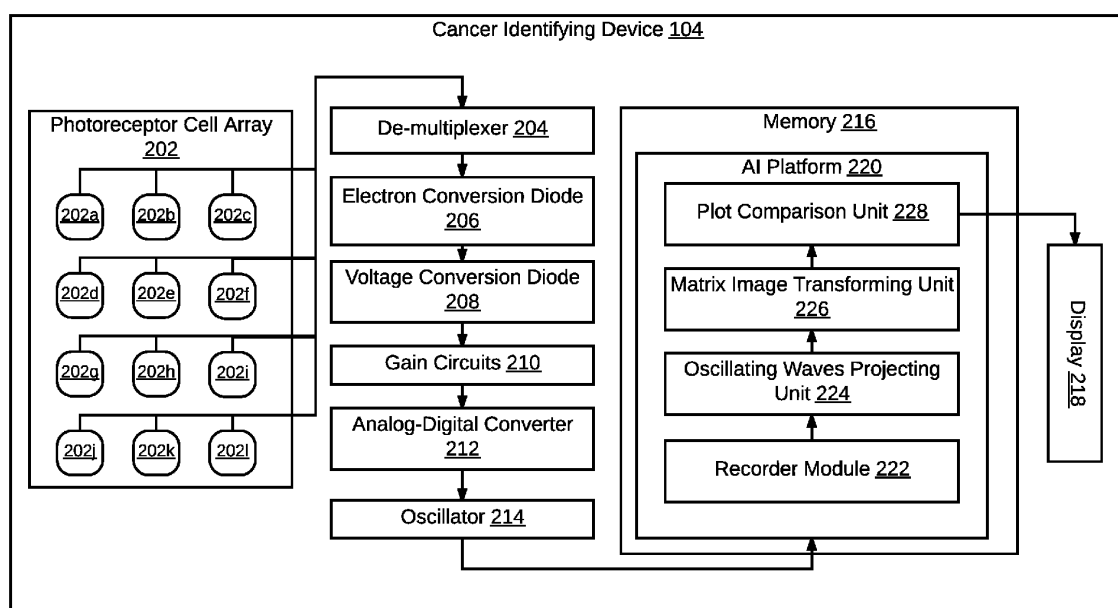 Cancer Identifying Device 104
Photoreceptor Cell Array
202
202a 202b 202c
202d 202e 202f
202g 202h 202i
202j 202k 202l
De-multiplexer 204
Electron Conversion Diode
206
Voltage Conversion Diode
208
Gain Circuits 210
Analog-Digital Converter
212
Oscillator 214
Memory 216
AI Platform 220
Plot Comparison Unit 228
Matrix Image Transforming Unit
226
Oscillating Waves Projecting
Unit 224
Recorder Module 222
Display 218